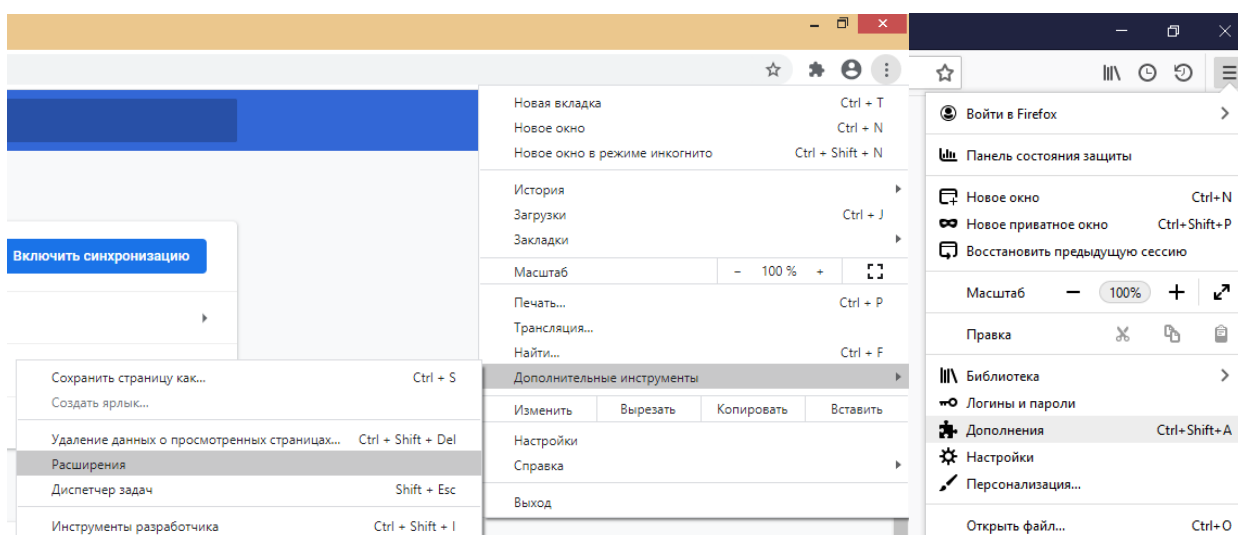 Новая вкладка Ctrl + T
Новое окно Ctrl + N
Новое окно в режиме инкогнито Ctrl + Shift + N
История
Загрузки Ctrl + J
Закладки
Масштаб - 100 % +
Печать... Ctrl + P
Трансляция...
Найти... Ctrl + F
Дополнительные инструменты
Изменить Вырезать Копировать Вставить
Настройки
Справка
Выход
Включить синхронизацию
Сохранить страницу как... Ctrl + S
Создать ярлык...
Удаление данных о просмотренных страницах... Ctrl + Shift + Del
Расширения
Диспетчер задач Shift + Esc
Инструменты разработчика Ctrl + Shift + I
Войти в Firefox
Панель состояния защиты
Новое окно Ctrl+N
Новое приватное окно Ctrl+Shift+P
Восстановить предыдущую сессию
Масштаб − 100% +
Правка
Библиотека
Логины и пароли
Дополнения Ctrl+Shift+A
Настройки
Персонализация...
Открыть файл... Ctrl+O